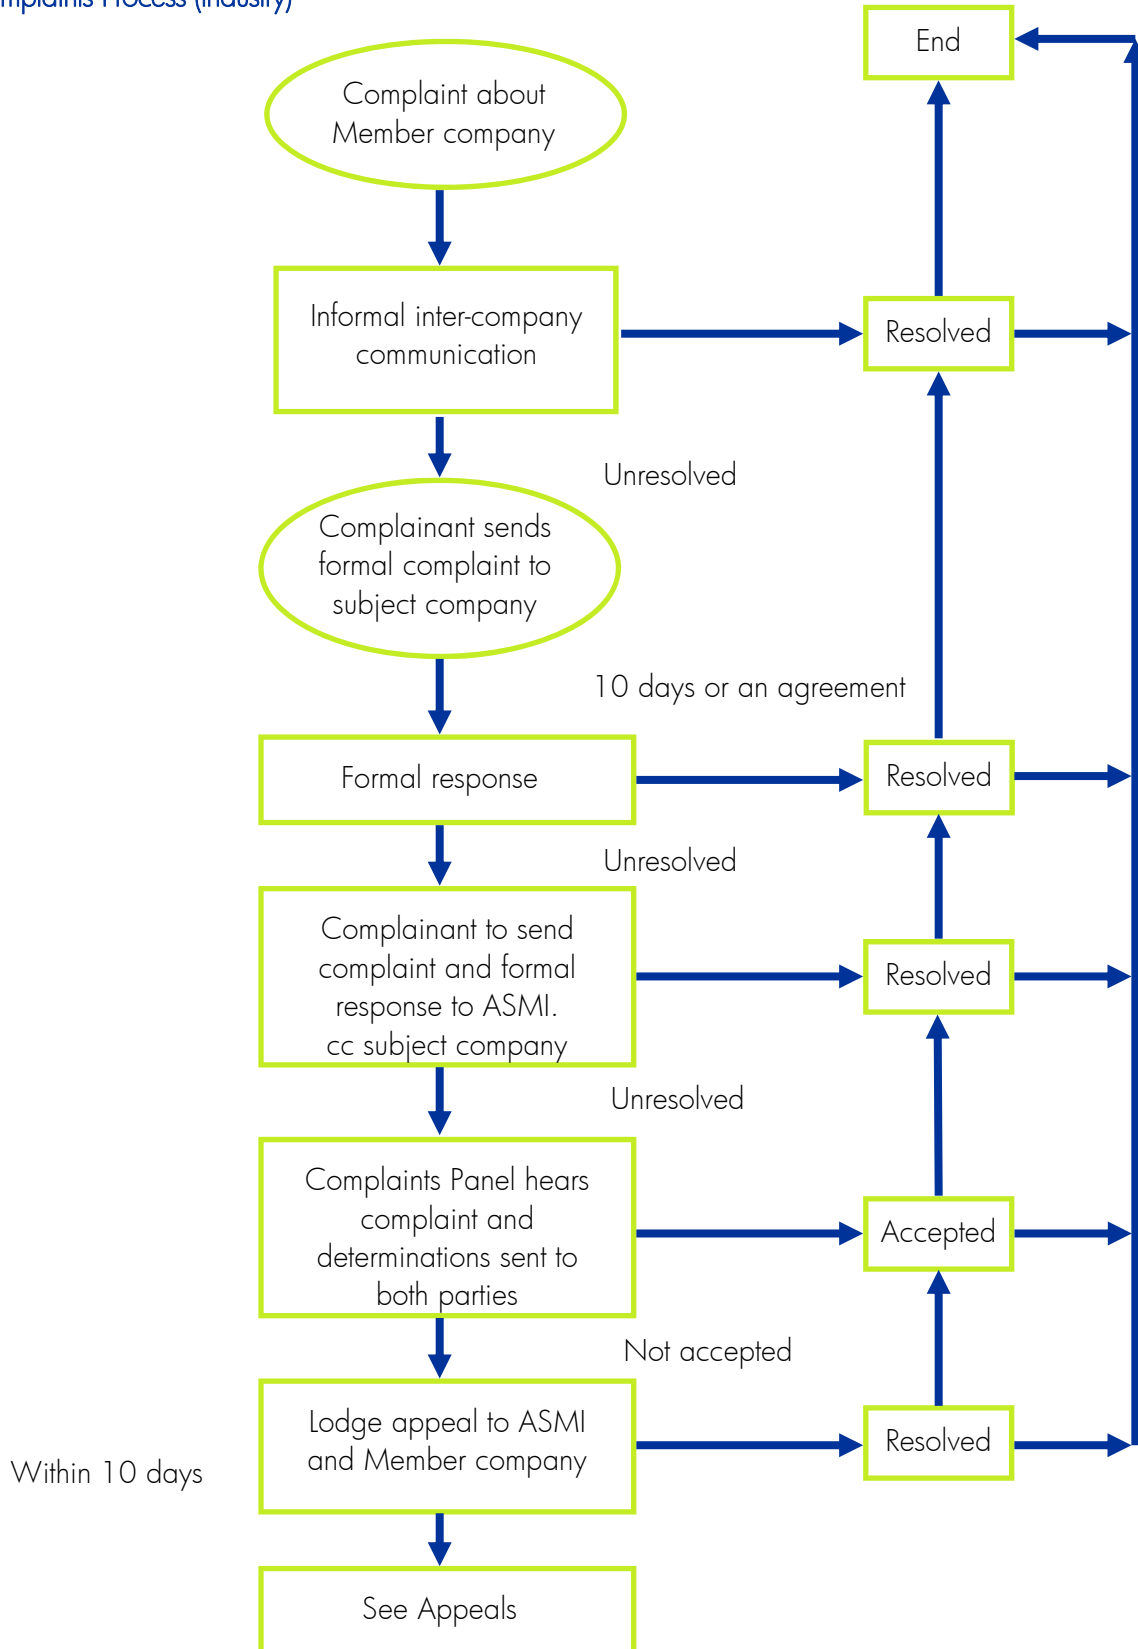 Process (Industry)
End
Complaint about
Member company
Informal inter-company
communication
Resolved
Unresolved
Complainant sends
formal complaint to
subject company
10 days or an agreement
Formal response
Resolved
Unresolved
Complainant to send
complaint and formal
response to ASMI.
cc subject company
Resolved
Unresolved
Complaints Panel hears
complaint and
determinations sent to
both parties
Accepted
Not accepted
Lodge appeal to ASMI
and Member company
Resolved
Within 10 days
See Appeals